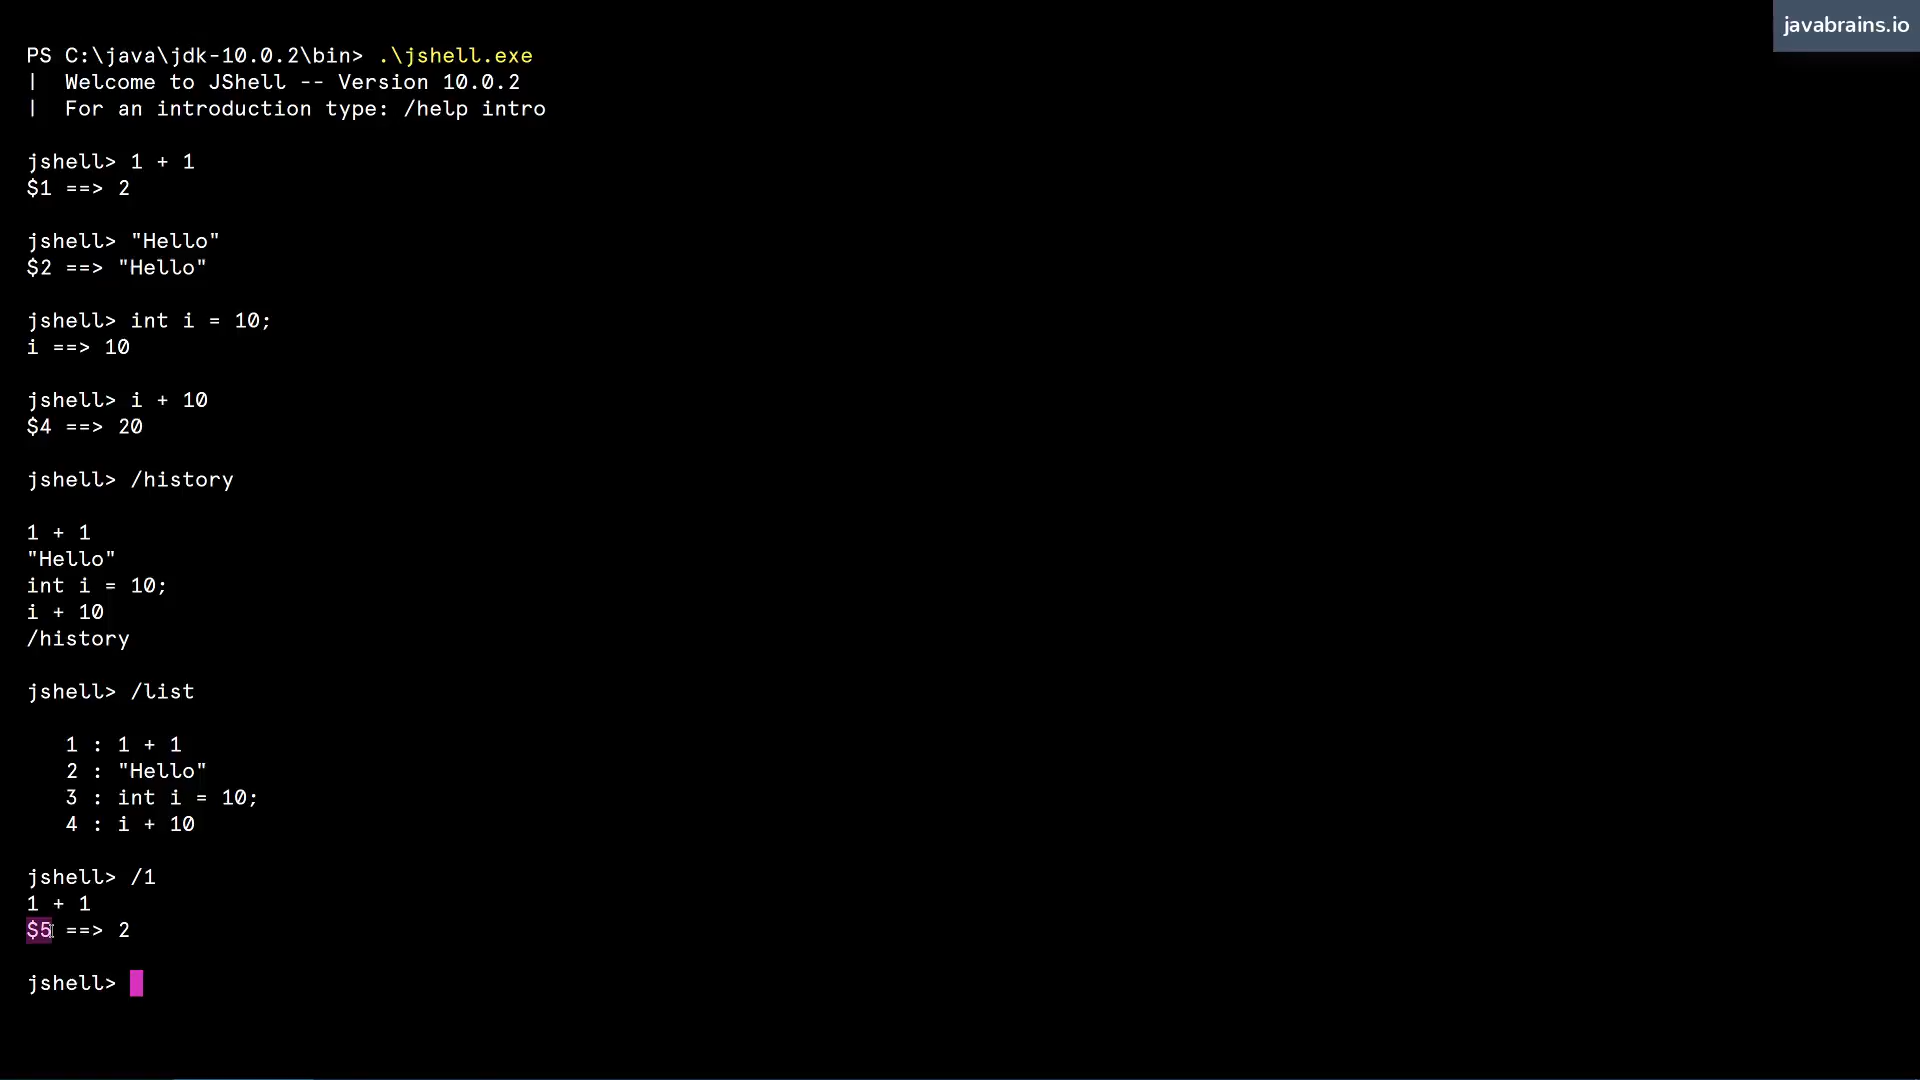 javabrains.io
PS C:\java\jdk-10.0.2\bin> .\jshell.exe
|  Welcome to JShell -- Version 10.0.2
|  For an introduction type: /help intro
jshell> 1 + 1
$1 ==> 2
jshell> "Hello"
$2 ==> "Hello"
jshell> int i = 10;
i ==> 10
jshell> i + 10
$4 ==> 20
jshell> /history
1 + 1
"Hello"
int i = 10;
i + 10
/history
jshell> /list
   1 : 1 + 1
   2 : "Hello"
   3 : int i = 10;
   4 : i + 10
jshell> /1
1 + 1
$5 ==> 2
jshell>